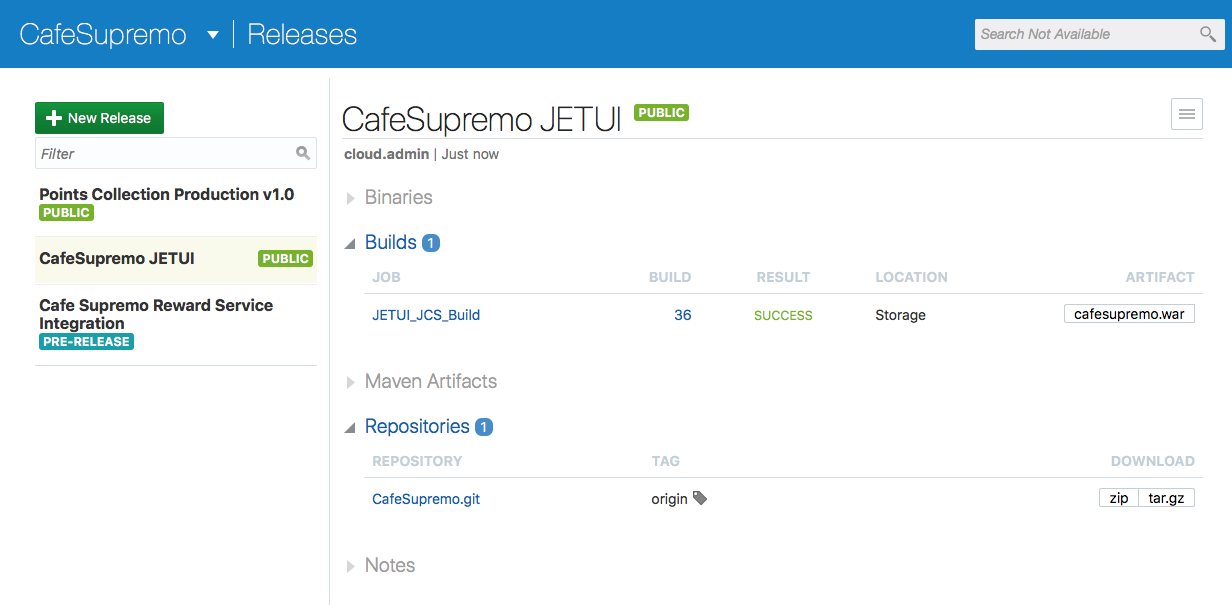 CafeSupremo Releases Search Not Available
New Release
Filter
Points Collection Production v1.0
PUBLIC
CafeSupremo JETUI PUBLIC
Cafe Supremo Reward Service
Integration
PRE-RELEASE
CafeSupremo JETUI PUBLIC
cloud.admin | Just now
Binaries
Builds 1
JOB BUILD RESULT LOCATION ARTIFACT
JETUI_JCS_Build 36 SUCCESS Storage cafesupremo.war
Maven Artifacts
Repositories 1
REPOSITORY TAG DOWNLOAD
CafeSupremo.git origin zip tar.gz
Notes